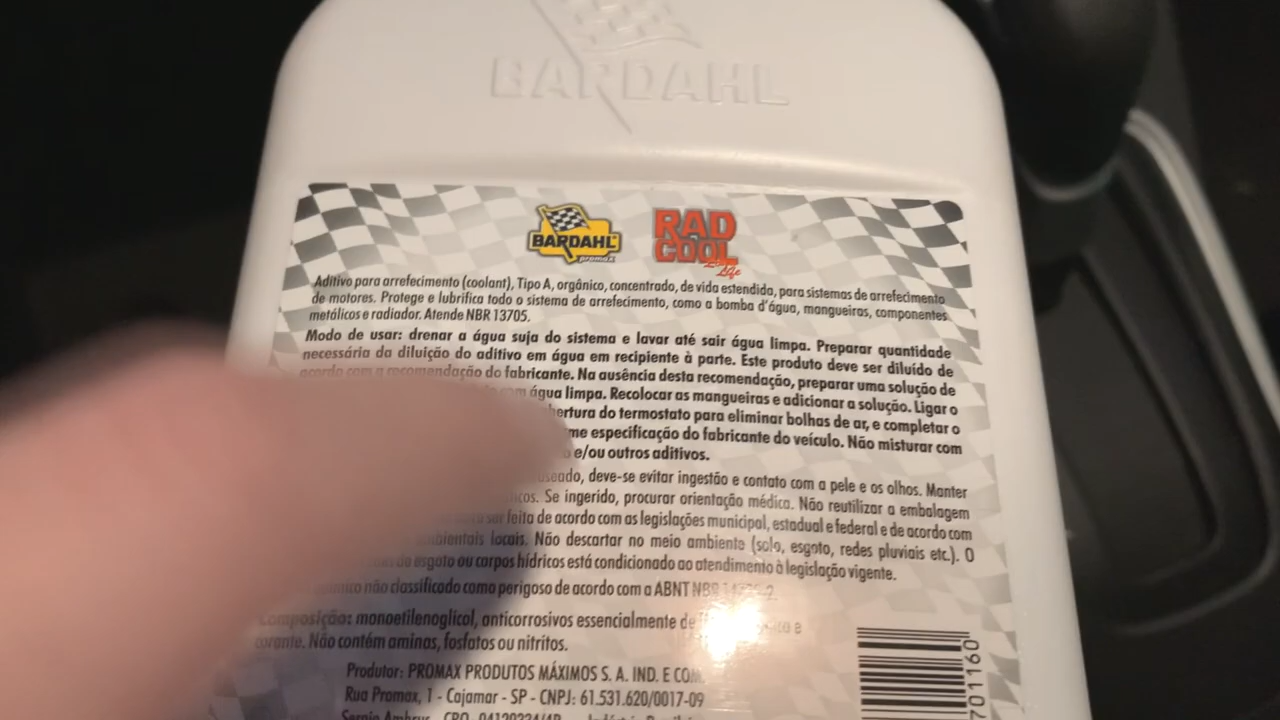 BARDAHL
BARDAHL
promax
RAD
COOL
Long Life
Aditivo para arrefecimento (coolant), Tipo A, orgânico, concentrado, de vida estendida, para sistemas de arrefecimento
de motores. Protege e lubrifica todo o sistema de arrefecimento, como a bomba d'água, mangueiras, componentes
metálicos e radiador. Atende NBR 13705.
Modo de usar: drenar a água suja do sistema e lavar até sair água limpa. Preparar quantidade
necessária da diluição do aditivo em água em recipiente à parte. Este produto deve ser diluído de
acordo com a recomendação do fabricante. Na ausência desta recomendação, preparar uma solução de
com água limpa. Recolocar as mangueiras e adicionar a solução. Ligar o
bertura do termostato para eliminar bolhas de ar, e completar o
me especificação do fabricante do veículo. Não misturar com
e/ou outros aditivos.
useado, deve-se evitar ingestão e contato com a pele e os olhos. Manter
icos. Se ingerido, procurar orientação médica. Não reutilizar a embalagem
ser feita de acordo com as legislações municipal, estadual e federal e de acordo com
bientais locais. Não descartar no meio ambiente (solo, esgoto, redes pluviais etc.). O
de esgoto ou corpos hídricos está condicionado ao atendimento à legislação vigente.
não classificado como perigoso de acordo com a ABNT NBR
Composição: monoetilenoglicol, anticorrosivos essencialmente de
corante. Não contém aminas, fosfatos ou nitritos.
Produtor: PROMAX PRODUTOS MÁXIMOS S. A. IND. E COM.
Rua Promax, 1 - Cajamar - SP - CNPJ: 61.531.620/0017-09
701160